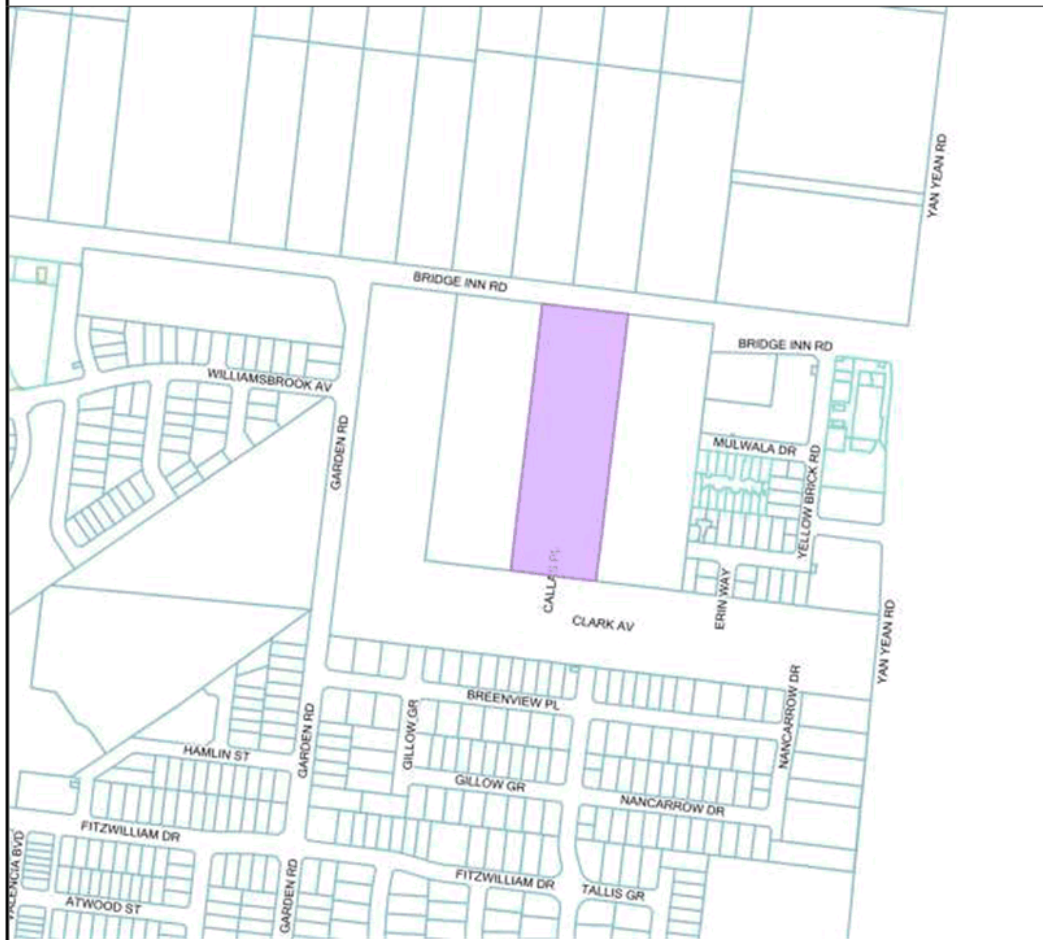 YAN YEAN RD
BRIDGE INN RD
BRIDGE INN RD
WILLIAMSBROOK AV
GARDEN RD
MULWALA DR
YELLOW BRICK RD
CALLAS PL
ERIN WAY
CLARK AV
YAN YEAN RD
NANCARROW DR
BREENVIEW PL
GARDEN RD
GILLOW GR
HAMLIN ST
GILLOW GR
NANCARROW DR
FITZWILLIAM DR
VALENCIA BVD
GARDEN RD
FITZWILLIAM DR
TALLIS GR
ATWOOD ST